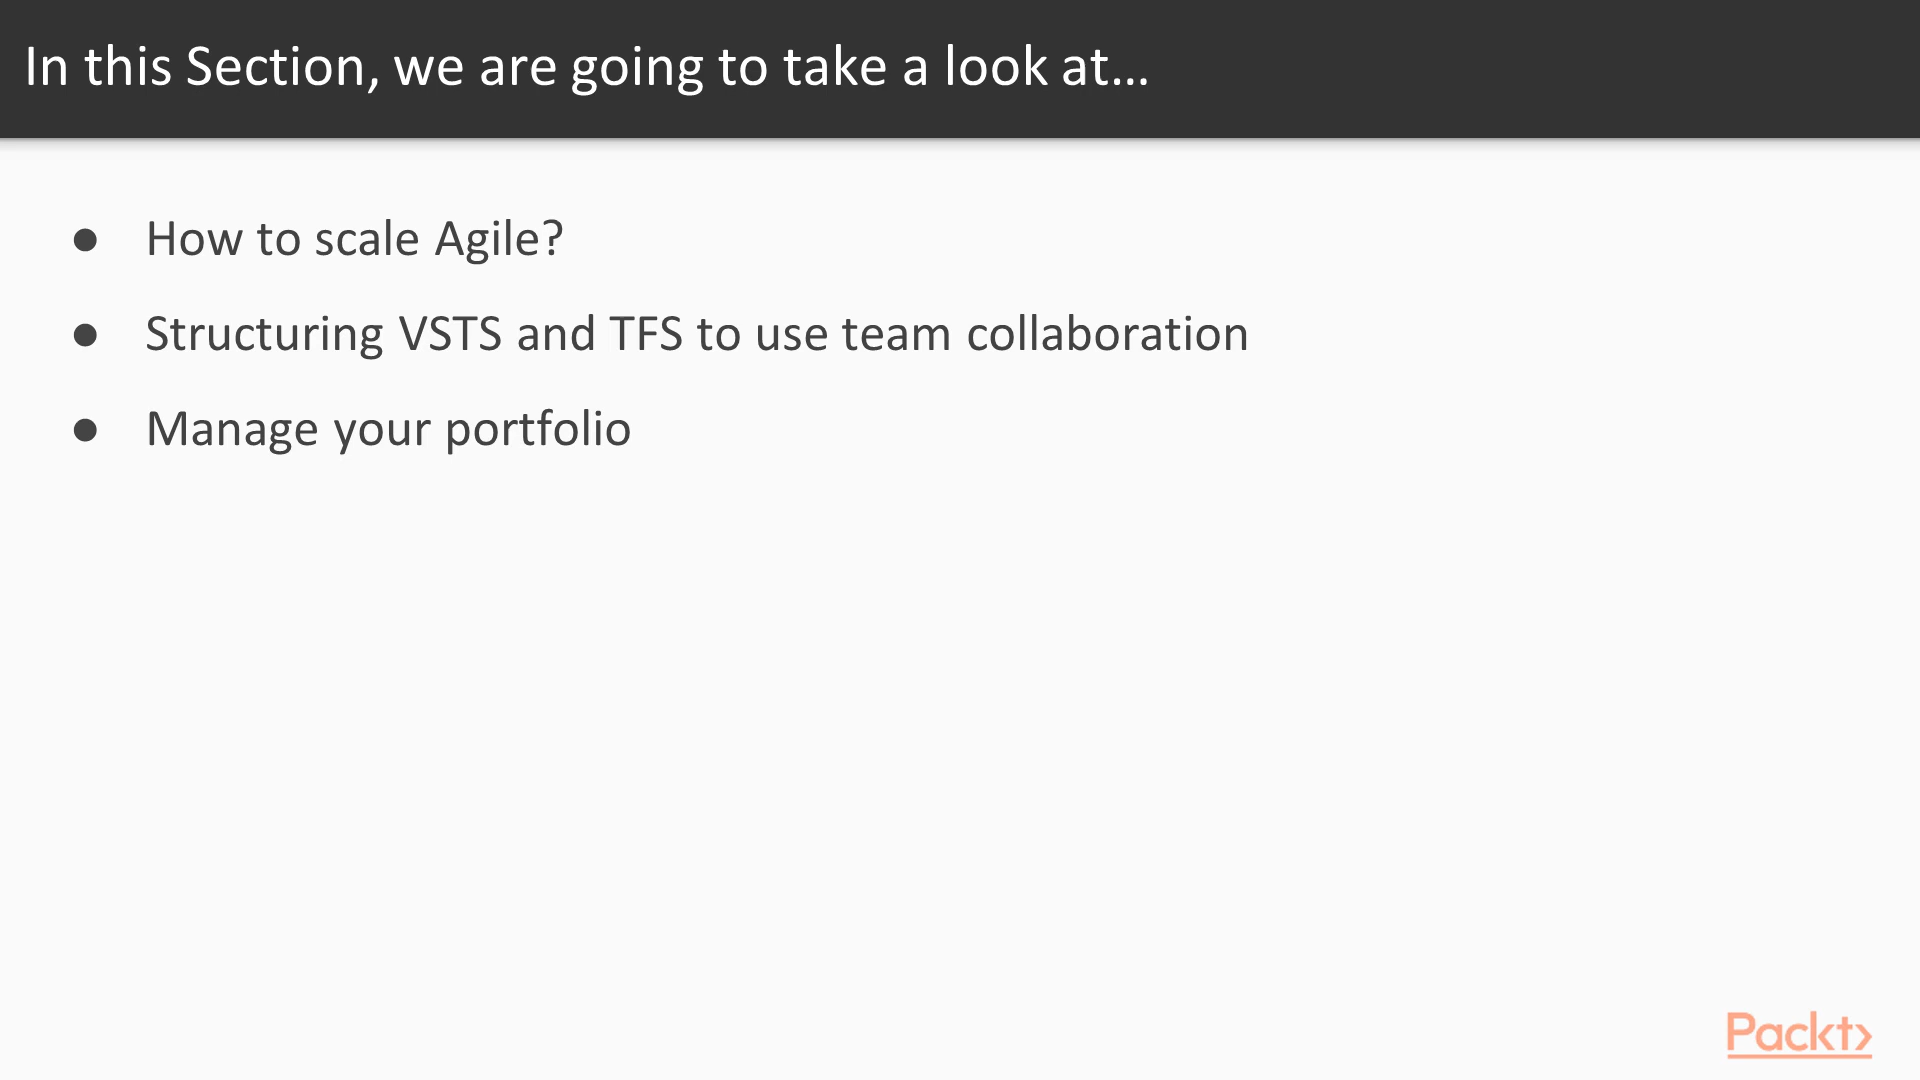 In this Section, we are going to take a look at...
● How to scale Agile?
● Structuring VSTS and TFS to use team collaboration
● Manage your portfolio
Packt>